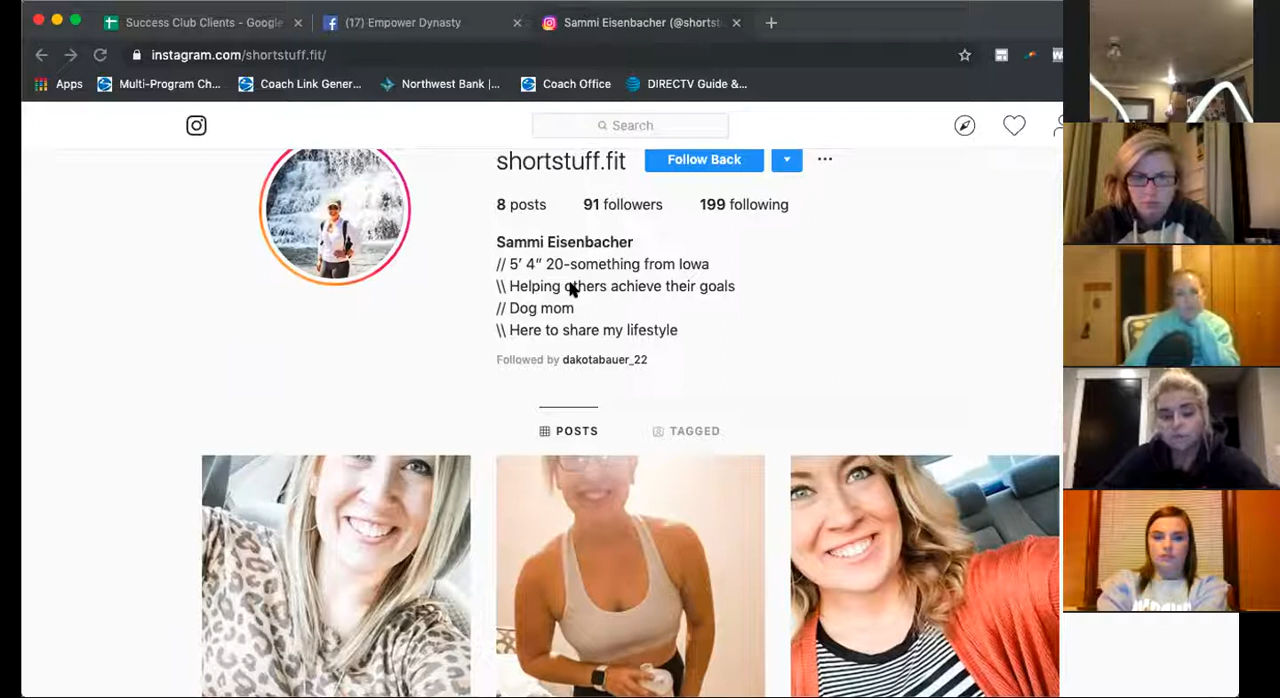 Success Club Clients - Google
(17) Empower Dynasty
Sammi Eisenbacher (@shortst
instagram.com/shortstuff.fit/
Apps
Multi-Program Ch...
Coach Link Gener...
Northwest Bank |...
Coach Office
DIRECTV Guide &...
Search
shortstuff.fit
Follow Back
8 posts
91 followers
199 following
Sammi Eisenbacher
// 5' 4" 20-something from Iowa
\\ Helping others achieve their goals
// Dog mom
\\ Here to share my lifestyle
Followed by dakotabauer_22
POSTS
TAGGED